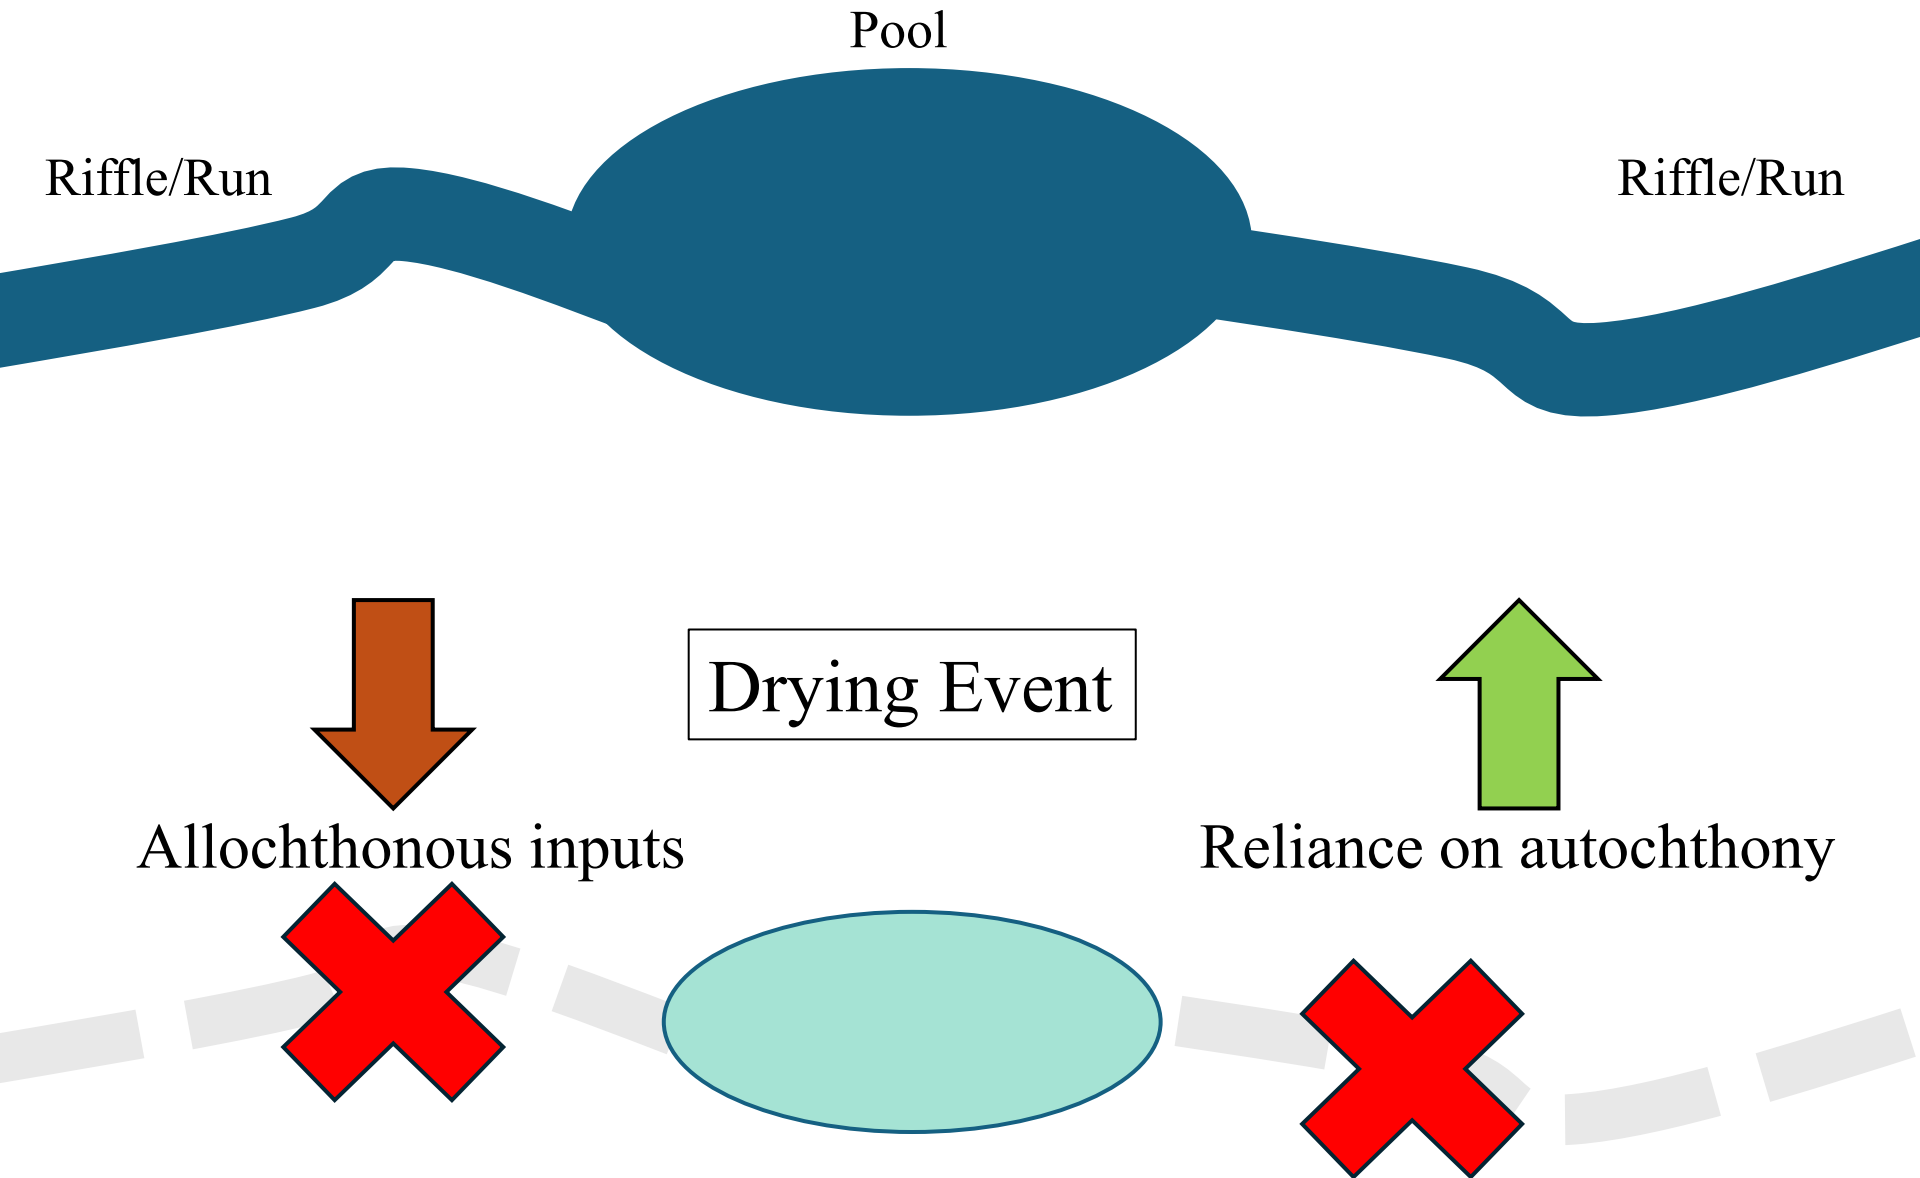 Pool
Riffle/Run
Riffle/Run
Drying Event
Allochthonous inputs
Reliance on autochthony